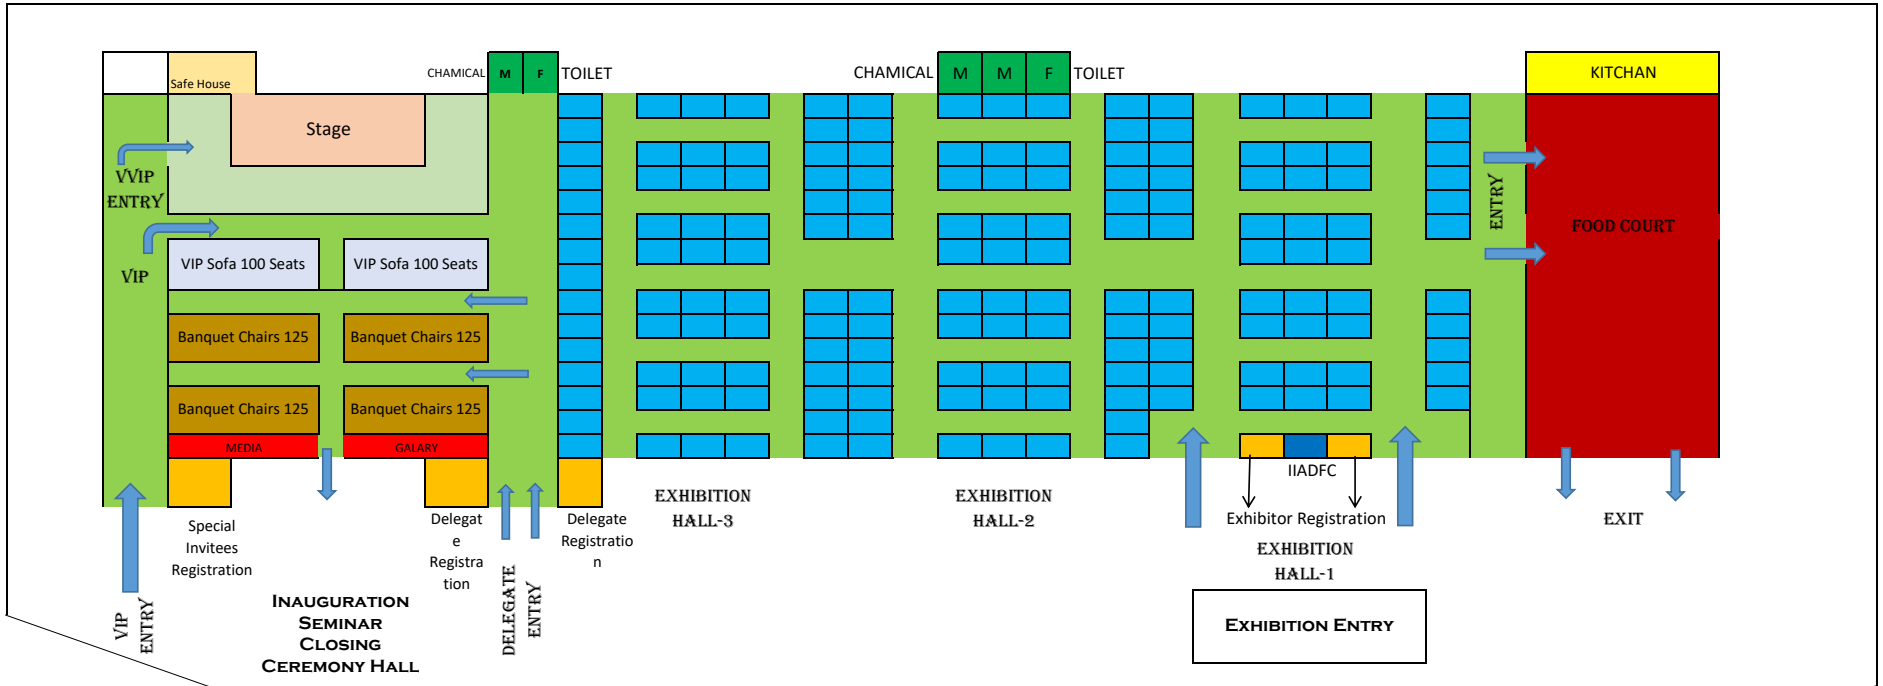 Safe House
CHAMICAL
M
F
TOILET
CHAMICAL
M
M
F
TOILET
KITCHAN
Stage
VVIP
ENTRY
VIP
VIP Sofa 100 Seats
VIP Sofa 100 Seats
Banquet Chairs 125
Banquet Chairs 125
Banquet Chairs 125
Banquet Chairs 125
MEDIA
GALARY
ENTRY
FOOD COURT
Special
Invitees
Registration
Delegat
e
Registra
tion
Delegate
Registratio
n
VIP
ENTRY
DELEGATE
ENTRY
INAUGURATION
SEMINAR
CLOSING
CEREMONY HALL
EXHIBITION
HALL-3
EXHIBITION
HALL-2
IIADFC
Exhibitor Registration
EXHIBITION
HALL-1
EXHIBITION ENTRY
EXIT